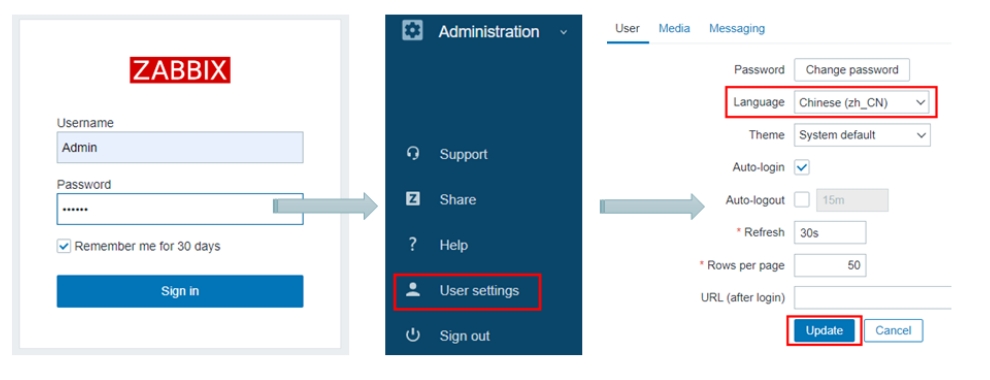 ZABBIX
Username
Admin
Password
••••••
Remember me for 30 days
Sign in
Administration
Support
Z Share
? Help
User settings
Sign out
User Media Messaging
Password Change password
Language Chinese (zh_CN)
Theme System default
Auto-login
Auto-logout 15m
* Refresh 30s
* Rows per page 50
URL (after login)
Update Cancel